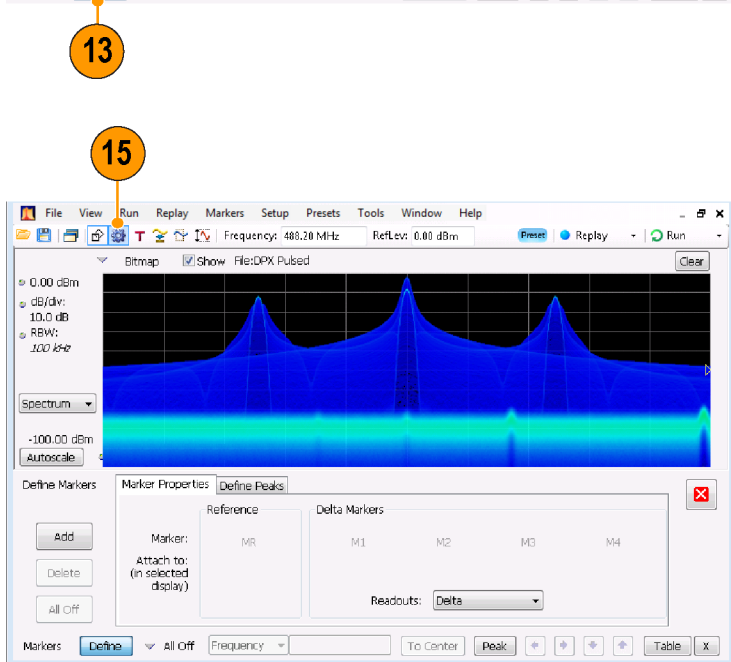 13
15
File View Run Replay Markers Setup Presets Tools Window Help
T Frequency: 488.20 MHz RefLev: 0.00 dBm Preset Replay Run
Bitmap Show File:DPX Pulsed Clear
0.00 dBm
dB/div:
10.0 dB
RBW:
100 kHz
Spectrum
-100.00 dBm
Autoscale
Define Markers Marker Properties Define Peaks
Reference Delta Markers
Add Marker: MR M1 M2 M3 M4
Attach to:
Delete (in selected
display)
All Off Readouts: Delta
Markers Define All Off Frequency To Center Peak Table X